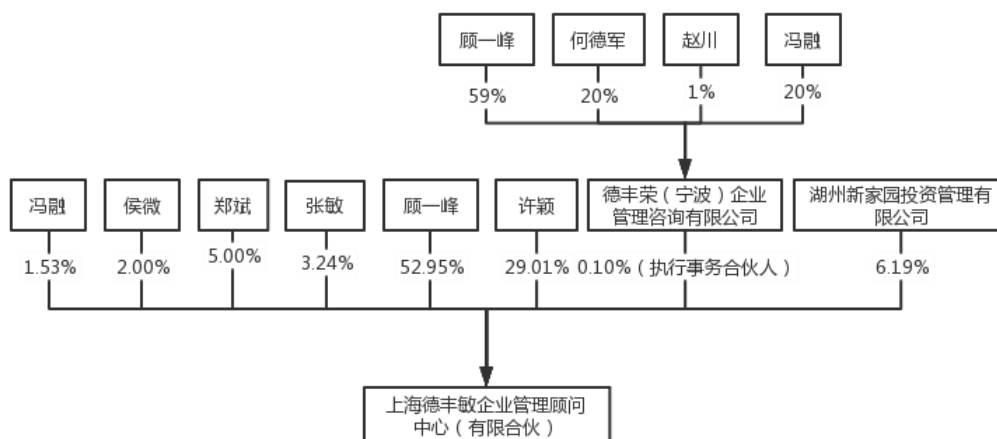 顾一峰
何德军
赵川
冯融
59%
20%
1%
20%
冯融
侯微
郑斌
张敏
顾一峰
许颖
德丰荣（宁波）企业
管理咨询有限公司
湖州新家园投资管理有
限公司
1.53%
2.00%
5.00%
3.24%
52.95%
29.01%
0.10%（执行事务合伙人）
6.19%
上海德丰敏企业管理顾问
中心（有限合伙）